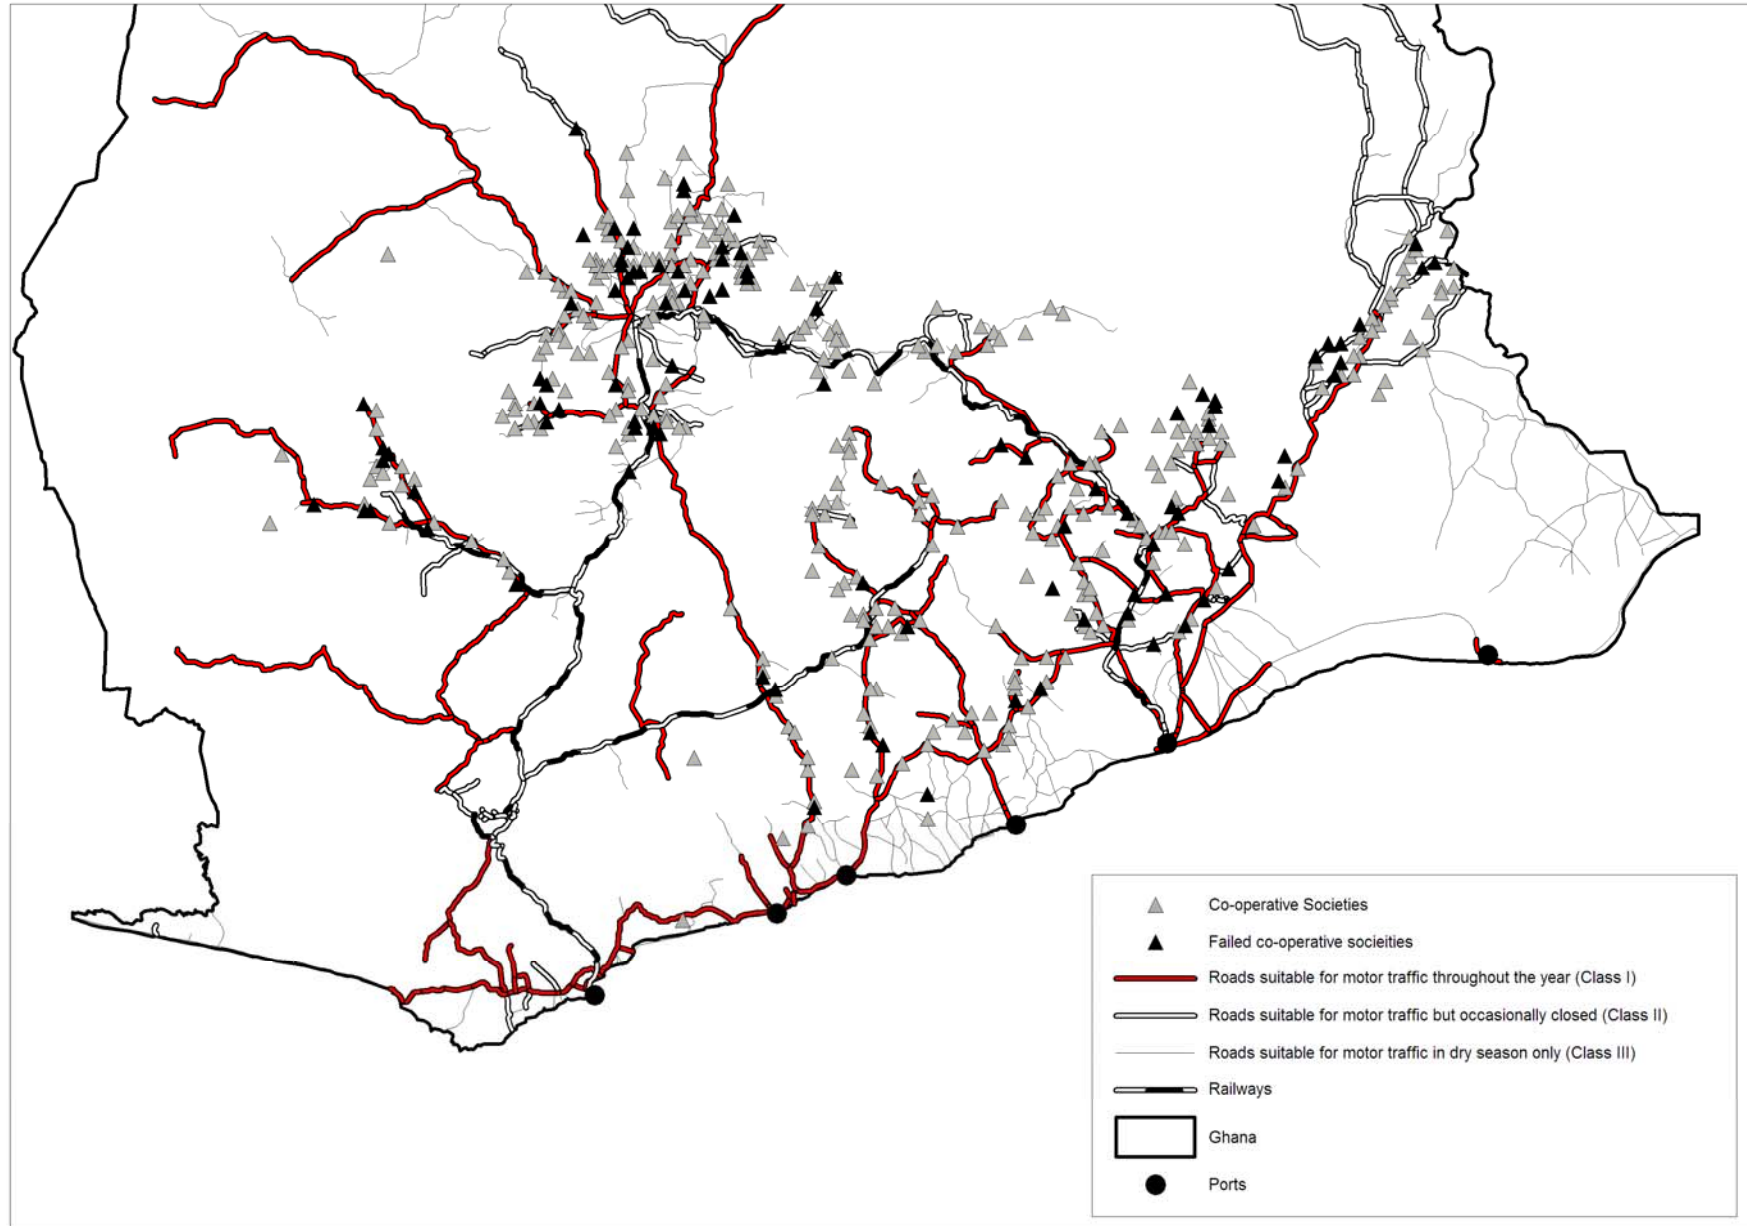 Co-operative Societies
Failed co-operative socieities
Roads suitable for motor traffic throughout the year (Class I)
Roads suitable for motor traffic but occasionally closed (Class II)
Roads suitable for motor traffic in dry season only (Class III)
Railways
Ghana
Ports